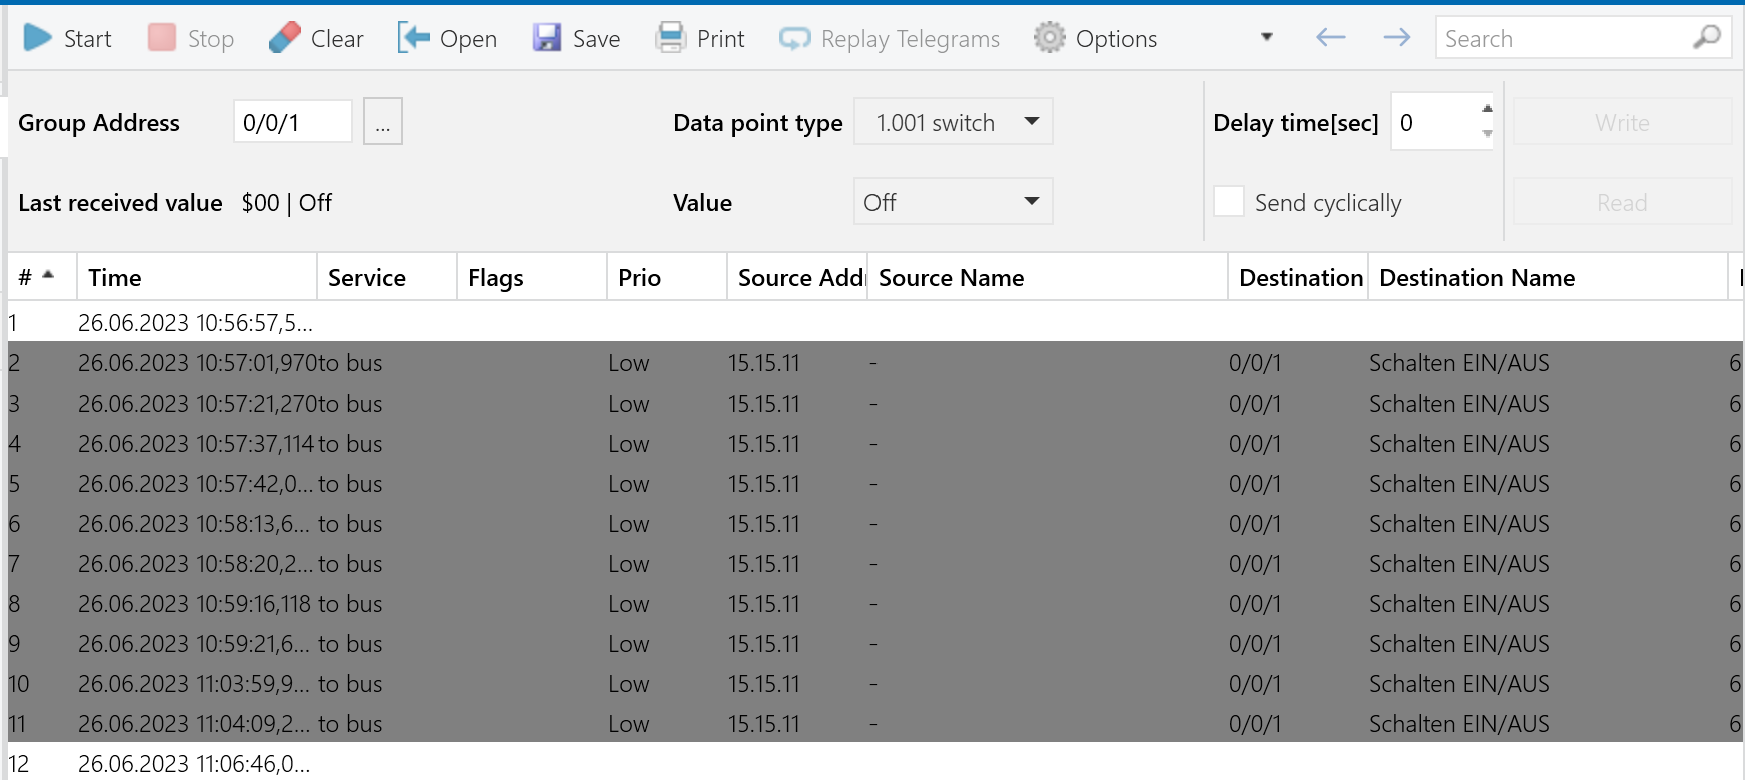 Start Stop Clear Open Save Print Replay Telegrams Options Search
Group Address 0/0/1 ... Data point type 1.001 switch Delay time[sec] 0 Write
Last received value $00 | Off Value Off Send cyclically Read
# Time Service Flags Prio Source Add Source Name Destination Destination Name
1 26.06.2023 10:56:57,5...
2 26.06.2023 10:57:01,970 to bus Low 15.15.11 - 0/0/1 Schalten EIN/AUS 6
3 26.06.2023 10:57:21,270 to bus Low 15.15.11 - 0/0/1 Schalten EIN/AUS 6
4 26.06.2023 10:57:37,114 to bus Low 15.15.11 - 0/0/1 Schalten EIN/AUS 6
5 26.06.2023 10:57:42,0... to bus Low 15.15.11 - 0/0/1 Schalten EIN/AUS 6
6 26.06.2023 10:58:13,6... to bus Low 15.15.11 - 0/0/1 Schalten EIN/AUS 6
7 26.06.2023 10:58:20,2... to bus Low 15.15.11 - 0/0/1 Schalten EIN/AUS 6
8 26.06.2023 10:59:16,118 to bus Low 15.15.11 - 0/0/1 Schalten EIN/AUS 6
9 26.06.2023 10:59:21,6... to bus Low 15.15.11 - 0/0/1 Schalten EIN/AUS 6
10 26.06.2023 11:03:59,9... to bus Low 15.15.11 - 0/0/1 Schalten EIN/AUS 6
11 26.06.2023 11:04:09,2... to bus Low 15.15.11 - 0/0/1 Schalten EIN/AUS 6
12 26.06.2023 11:06:46,0...